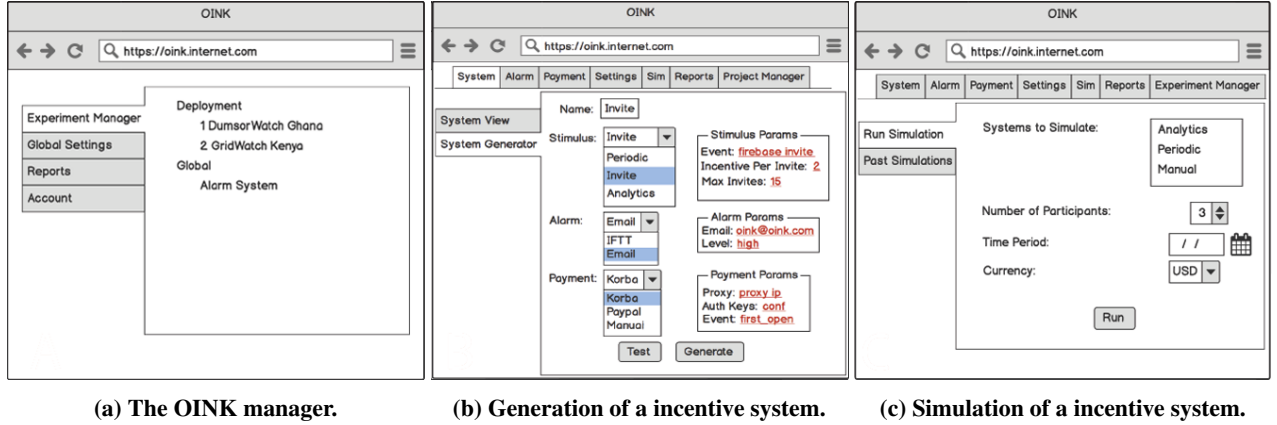 OINK
https://oink.internet.com
Experiment Manager
Global Settings
Reports
Account
Deployment
1 DumsorWatch Ghana
2 GridWatch Kenya
Global
Alarm System
(a) The OINK manager.
OINK
https://oink.internet.com
System Alarm Payment Settings Sim Reports Project Manager
System View
System Generator
Name: Invite
Stimulus: Invite
Periodic
Invite
Analytics
Stimulus Params
Event: firebase invite
Incentive Per Invite: 2
Max Invites: 15
Alarm: Email
IFTT
Email
Alarm Params
Email: oink@oink.com
Level: high
Payment: Korba
Korba
Paypal
Manual
Payment Params
Proxy: proxy ip
Auth Keys: conf
Event: first_open
Test Generate
(b) Generation of a incentive system.
OINK
https://oink.internet.com
System Alarm Payment Settings Sim Reports Experiment Manager
Run Simulation
Past Simulations
Systems to Simulate:
Analytics
Periodic
Manual
Number of Participants: 3
Time Period: / /
Currency: USD
Run
(c) Simulation of a incentive system.